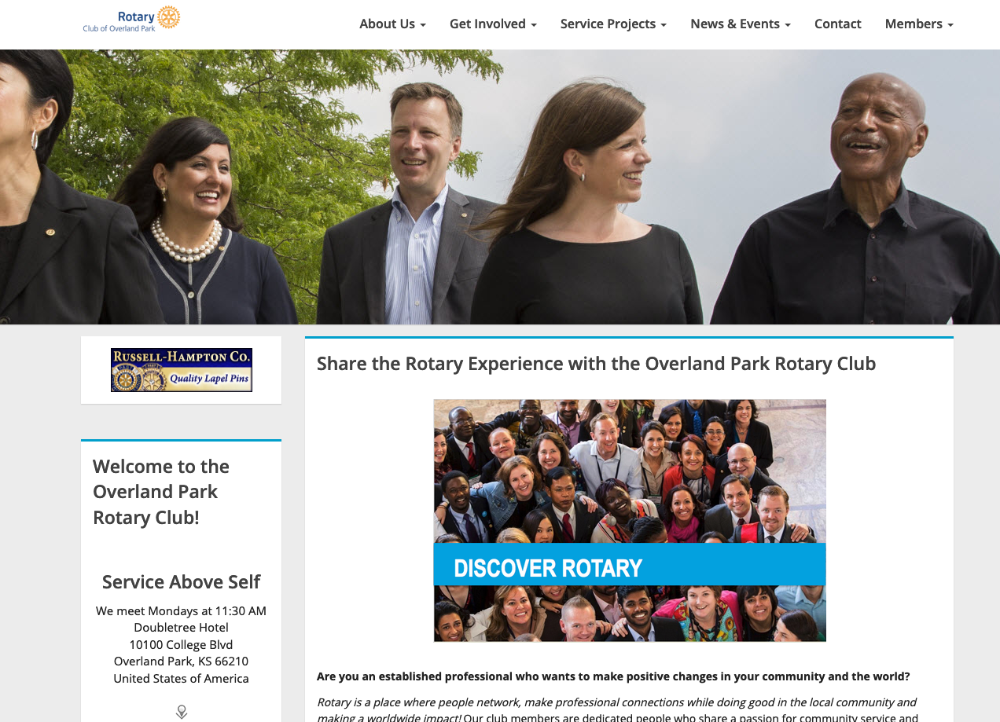 Rotary
Club of Overland Park
About Us
Get Involved
Service Projects
News & Events
Contact
Members
RUSSELL-HAMPTON CO.
Quality Lapel Pins
Welcome to the
Overland Park
Rotary Club!
Service Above Self
We meet Mondays at 11:30 AM
Doubletree Hotel
10100 College Blvd
Overland Park, KS 66210
United States of America
Share the Rotary Experience with the Overland Park Rotary Club
DISCOVER ROTARY
Are you an established professional who wants to make positive changes in your community and the world?
Rotary is a place where people network, make professional connections while doing good in the local community and
making a worldwide impact! Our club members are dedicated people who share a passion for community service and